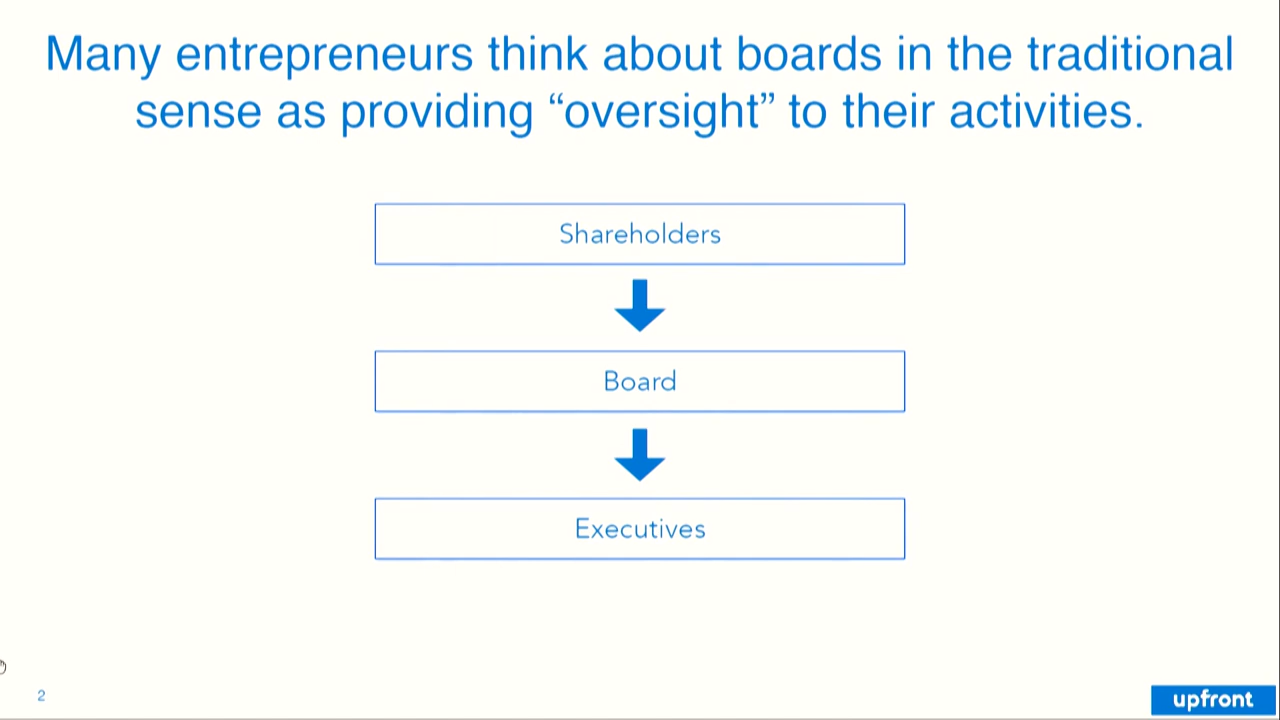 Many entrepreneurs think about boards in the traditional
sense as providing “oversight” to their activities.
Shareholders
Board
Executives
2
upfront